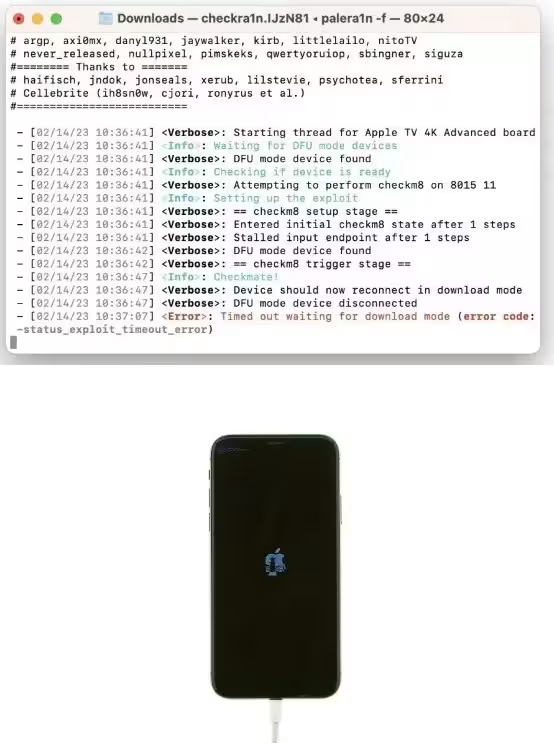 Downloads — checkra1n.IJzN81 ◂ palera1n -f — 80×24
# argp, axi0mx, danyl931, jaywalker, kirb, littlelailo, nitoTV
# never_released, nullpixel, pimskeks, qwertyoruiop, sbingner, siguza
#======== Thanks to =======
# haifisch, jndok, jonseals, xerub, lilstevie, psychotea, sferrini
# Cellebrite (ih8sn0w, cjori, ronyrus et al.)
#==========================
- [02/14/23 10:36:41] <Verbose>: Starting thread for Apple TV 4K Advanced board
- [02/14/23 10:36:41] <Info>: Waiting for DFU mode devices
- [02/14/23 10:36:41] <Verbose>: DFU mode device found
- [02/14/23 10:36:41] <Info>: Checking if device is ready
- [02/14/23 10:36:41] <Verbose>: Attempting to perform checkm8 on 8015 11
- [02/14/23 10:36:41] <Info>: Setting up the exploit
- [02/14/23 10:36:41] <Verbose>: == checkm8 setup stage ==
- [02/14/23 10:36:41] <Verbose>: Entered initial checkm8 state after 1 steps
- [02/14/23 10:36:41] <Verbose>: Stalled input endpoint after 1 steps
- [02/14/23 10:36:42] <Verbose>: DFU mode device found
- [02/14/23 10:36:42] <Verbose>: == checkm8 trigger stage ==
- [02/14/23 10:36:47] <Info>: Checkmate!
- [02/14/23 10:36:47] <Verbose>: Device should now reconnect in download mode
- [02/14/23 10:36:47] <Verbose>: DFU mode device disconnected
- [02/14/23 10:37:07] <Error>: Timed out waiting for download mode (error code:
-status_exploit_timeout_error)